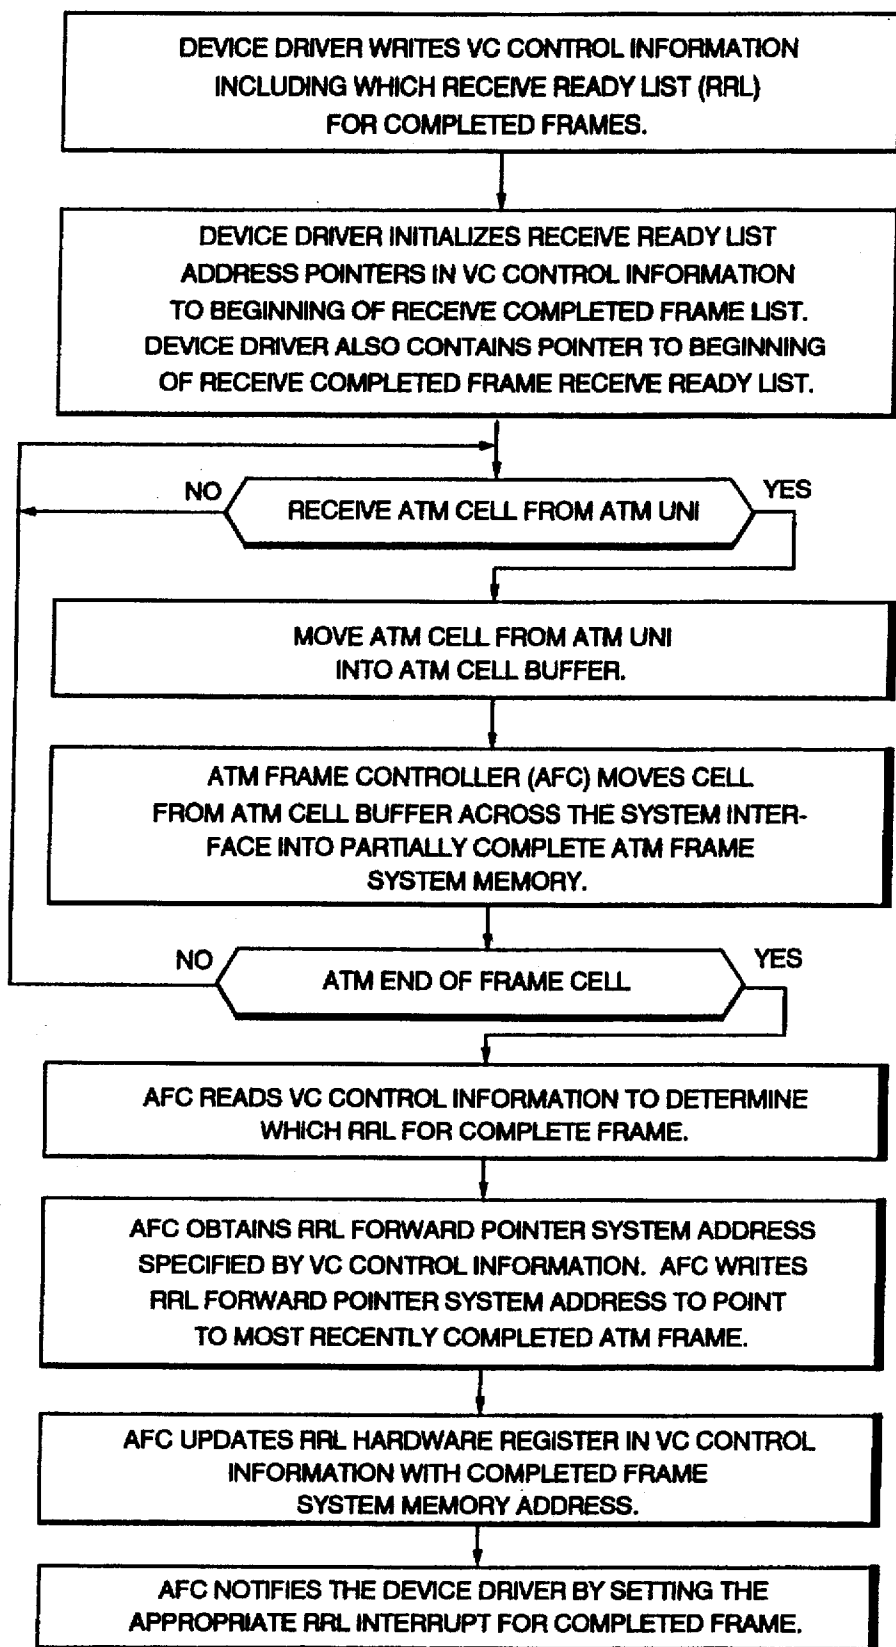 DEVICE DRIVER WRITES VC CONTROL INFORMATION
INCLUDING WHICH RECEIVE READY LIST (RRL)
FOR COMPLETED FRAMES.
DEVICE DRIVER INITIALIZES RECEIVE READY LIST
ADDRESS POINTERS IN VC CONTROL INFORMATION
TO BEGINNING OF RECEIVE COMPLETED FRAME LIST.
DEVICE DRIVER ALSO CONTAINS POINTER TO BEGINNING
OF RECEIVE COMPLETED FRAME RECEIVE READY LIST.
NO
RECEIVE ATM CELL FROM ATM UNI
YES
MOVE ATM CELL FROM ATM UNI
INTO ATM CELL BUFFER.
ATM FRAME CONTROLLER (AFC) MOVES CELL
FROM ATM CELL BUFFER ACROSS THE SYSTEM INTER-
FACE INTO PARTIALLY COMPLETE ATM FRAME
SYSTEM MEMORY.
NO
ATM END OF FRAME CELL
YES
AFC READS VC CONTROL INFORMATION TO DETERMINE
WHICH RRL FOR COMPLETE FRAME.
AFC OBTAINS RRL FORWARD POINTER SYSTEM ADDRESS
SPECIFIED BY VC CONTROL INFORMATION. AFC WRITES
RRL FORWARD POINTER SYSTEM ADDRESS TO POINT
TO MOST RECENTLY COMPLETED ATM FRAME.
AFC UPDATES RRL HARDWARE REGISTER IN VC CONTROL
INFORMATION WITH COMPLETED FRAME
SYSTEM MEMORY ADDRESS.
AFC NOTIFIES THE DEVICE DRIVER BY SETTING THE
APPROPRIATE RRL INTERRUPT FOR COMPLETED FRAME.